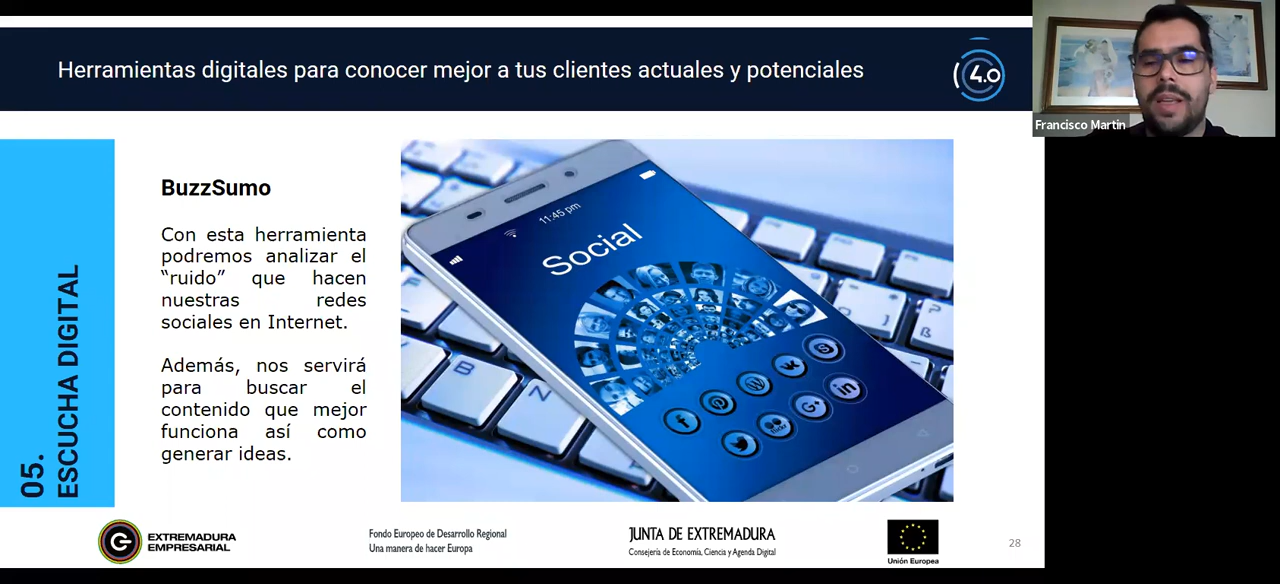 Herramientas digitales para conocer mejor a tus clientes actuales y potenciales
4.0
Francisco Martin
05.
ESCUCHA DIGITAL
BuzzSumo
Con esta herramienta
podremos analizar el
“ruido” que hacen
nuestras redes
sociales en Internet.
Además, nos servirá
para buscar el
contenido que mejor
funciona así como
generar ideas.
11:45 pm
Social
flickr
G+
in
B
N
EXTREMADURA
EMPRESARIAL
Fondo Europeo de Desarrollo Regional
Una manera de hacer Europa
JUNTA DE EXTREMADURA
Consejería de Economía, Ciencia y Agenda Digital
Unión Europea
28